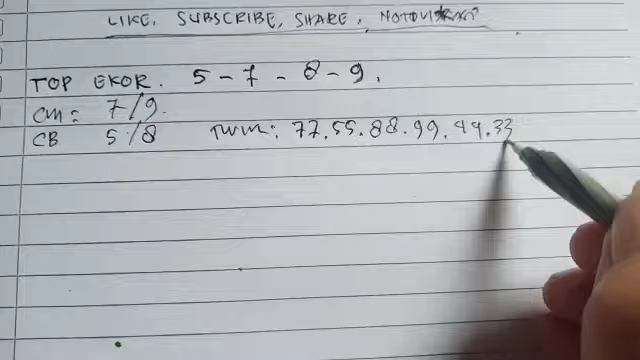 LIKE, SUBSCRIBE, SHARE,
TOP EKOR. 5 - 7 - 8 - 9.
CM = 7/9.
CB 5/8 TWIN: 77.55.88.99.44.33